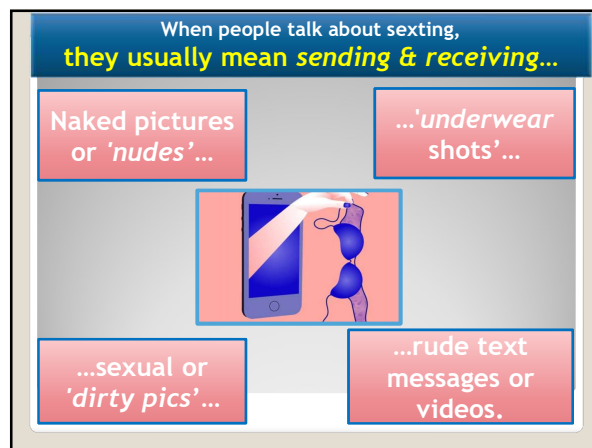 When people talk about sexting,
they usually mean sending & receiving…
Naked pictures
or 'nudes’…
…'underwear
shots’…
…sexual or
'dirty pics’…
…rude text
messages or
videos.